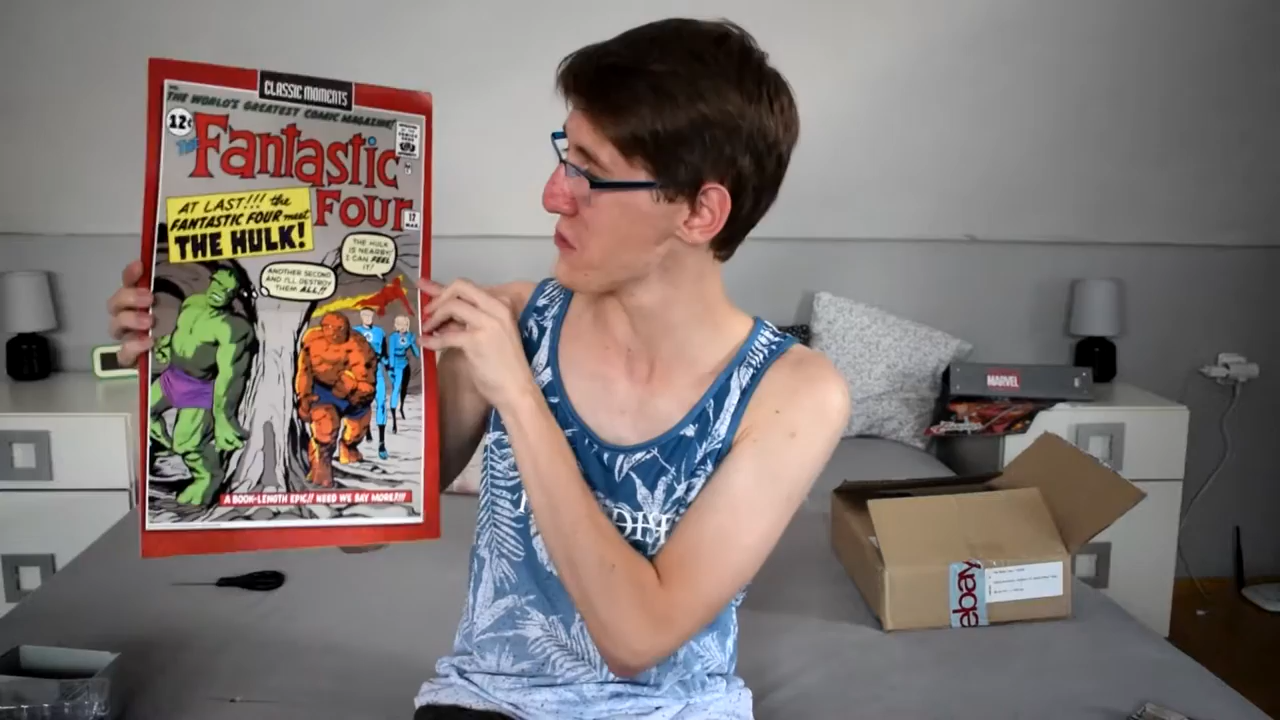 CLASSIC MOMENTS
THE WORLD'S GREATEST COMIC MAGAZINE!
12¢
THE
FANTASTIC
FOUR
12
MAR.
AT LAST!!! the
FANTASTIC FOUR meet
THE HULK!
THE HULK
IS NEARBY!
I CAN FEEL
IT!
ANOTHER SECOND
AND I'LL DESTROY
THEM ALL!!
A BOOK-LENGTH EPIC!! NEED WE SAY MORE?!!
MARVEL
ebay